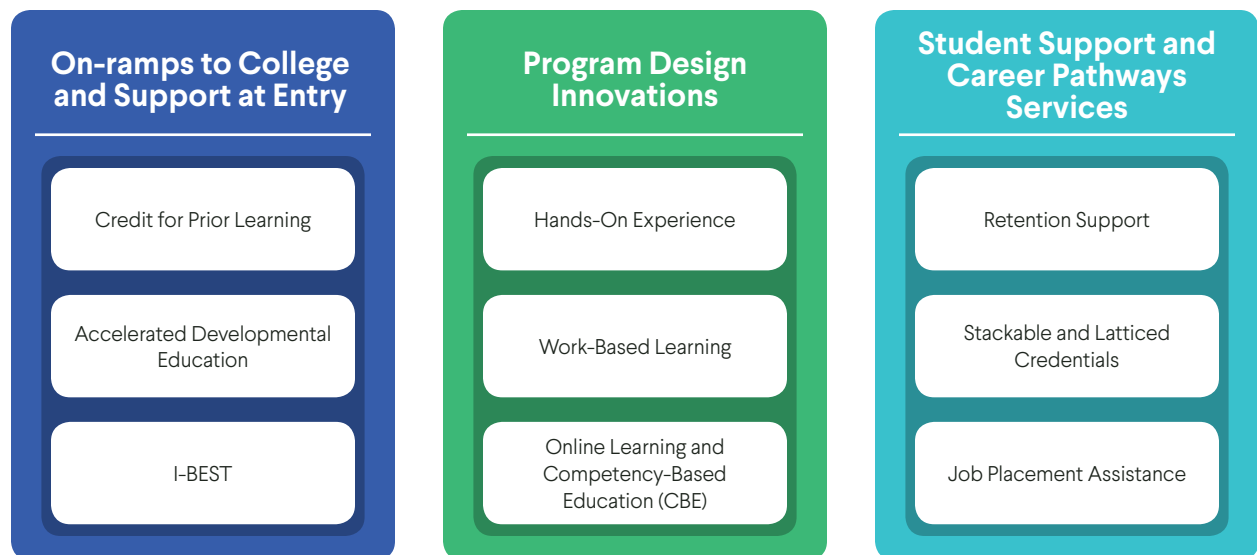 On-ramps to College
and Support at Entry
Credit for Prior Learning
Accelerated Developmental
Education
I-BEST
Program Design
Innovations
Hands-On Experience
Work-Based Learning
Online Learning and
Competency-Based
Education (CBE)
Student Support and
Career Pathways
Services
Retention Support
Stackable and Latticed
Credentials
Job Placement Assistance